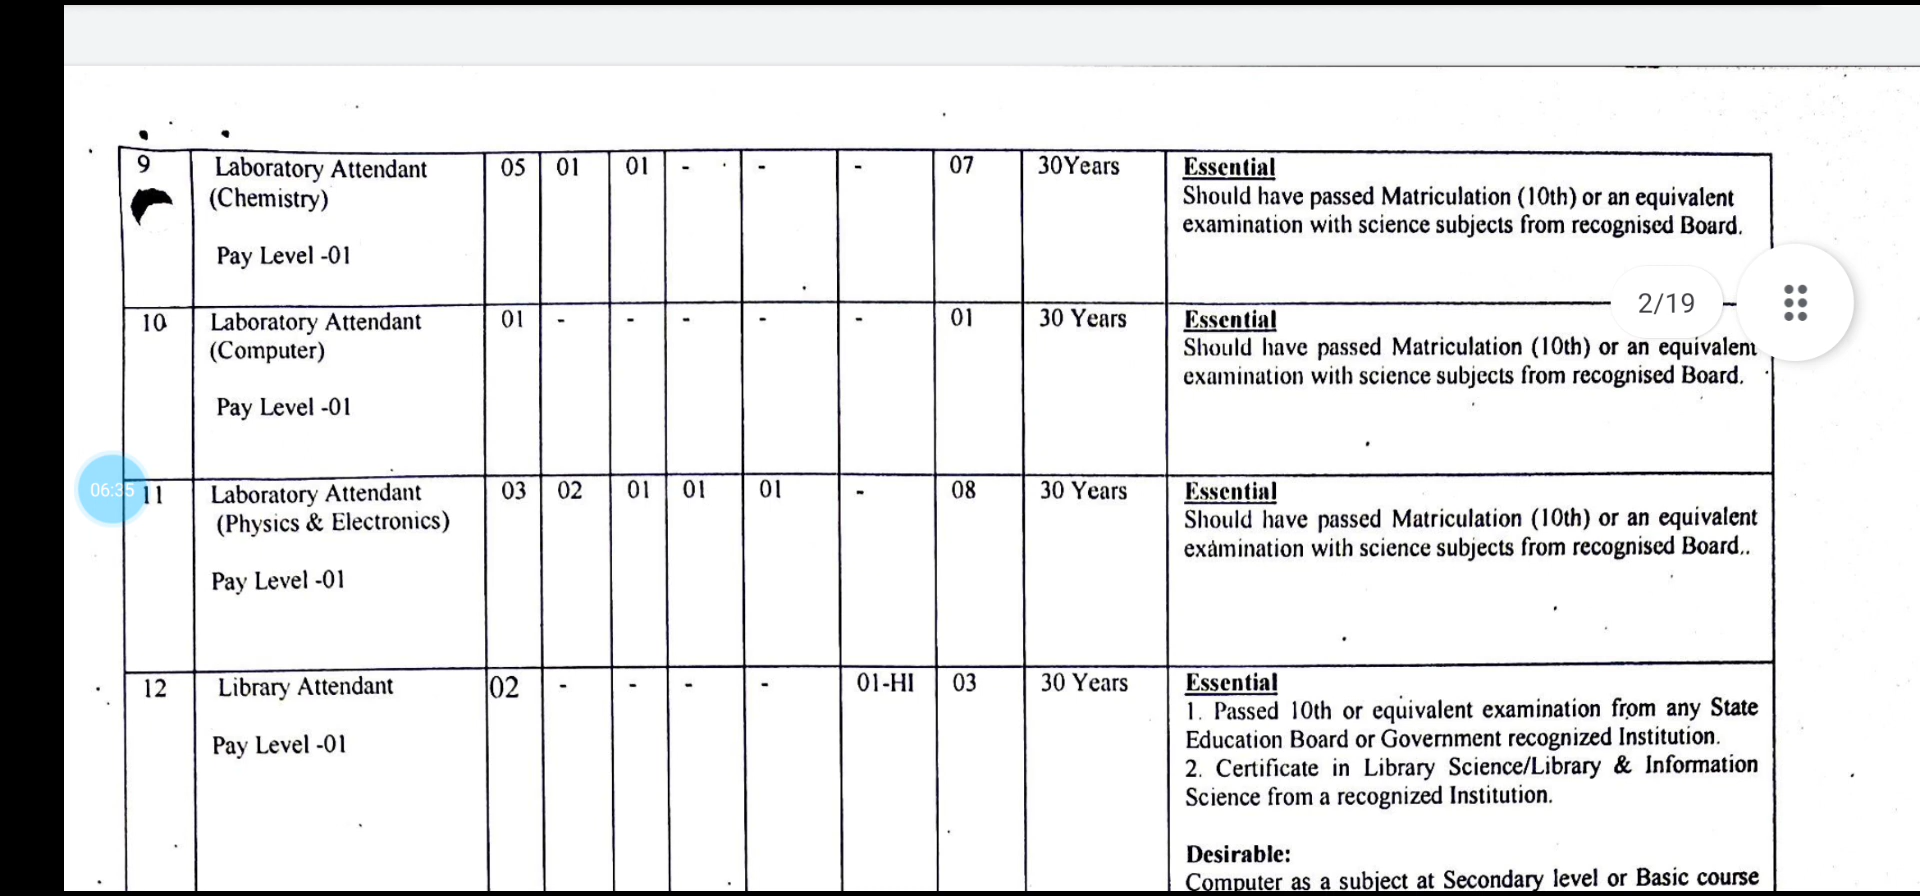 9 Laboratory Attendant 05 01 01 - - - 07 30Years Essential
(Chemistry) Should have passed Matriculation (10th) or an equivalent
examination with science subjects from recognised Board.
Pay Level -01
2/19
10 Laboratory Attendant 01 - - - - - 01 30 Years Essential
(Computer) Should have passed Matriculation (10th) or an equivalent
examination with science subjects from recognised Board.
Pay Level -01
06:35
11 Laboratory Attendant 03 02 01 01 01 - 08 30 Years Essential
(Physics & Electronics) Should have passed Matriculation (10th) or an equivalent
examination with science subjects from recognised Board..
Pay Level -01
12 Library Attendant 02 - - - - 01-HI 03 30 Years Essential
1. Passed 10th or equivalent examination from any State
Pay Level -01 Education Board or Government recognized Institution.
2. Certificate in Library Science/Library & Information
Science from a recognized Institution.
Desirable:
Computer as a subject at Secondary level or Basic course